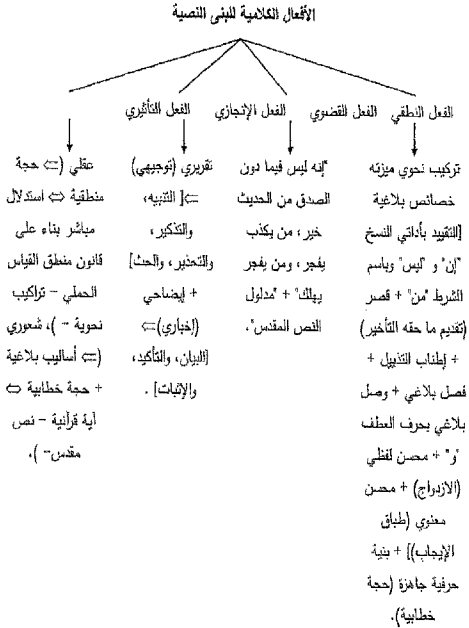 الأفعال الكلامية للبنى النصية
الفعل النطقي
الفعل القضوي
الفعل الإنجازي
الفعل التأثيري
تركيب نحوي ميزته
خصائص بلاغية
[التقييد بأداتي النسخ
"إن" و "ليس" وباسم
الشرط "من" + قصر
(تقديم ما حقه التأخير)
+ إطناب التذييل +
فصل بلاغي + وصل
بلاغي بحرف العطف
"و" + محسن لفظي
(الازدواج) + محسن
معنوي (طباق
الإيجاب)] + بنية
حرفية جاهزة (حجة
خطابية).
"إنه ليس فيما دون
الصدق من الحديث
خير، من يكذب
يفجر، ومن يفجر
يهلك" + "مدلول
النص المقدس".
تقريري (توجيهي)
⇐[ التنبيه،
والتذكير،
والتحذير، والحث]
+ إيضاحي
(إخباري)⇐
[البيان، والتأكيد،
والإثبات] .
عقلي (⇐ حجة
منطقية ⇔ استدلال
مباشر بناء على
قانون منطق القياس
الحملي – تراكيب
نحوية – )، شعوري
(⇐ أساليب بلاغية
+ حجة خطابية ⇔
آية قرآنية – نص
مقدس– ).